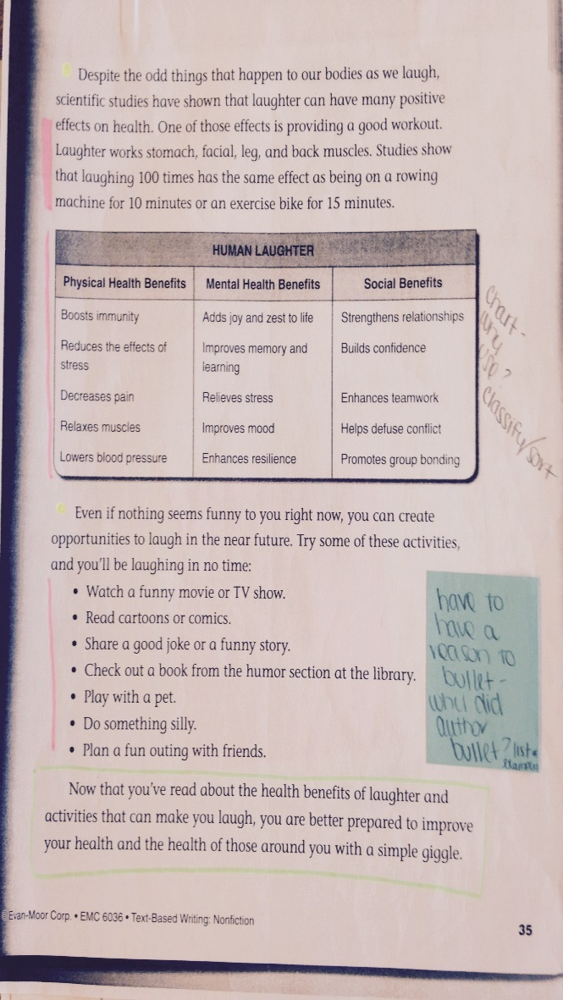 Despite the odd things that happen to our bodies as we laugh,
scientific studies have shown that laughter can have many positive
effects on health. One of those effects is providing a good workout.
Laughter works stomach, facial, leg, and back muscles. Studies show
that laughing 100 times has the same effect as being on a rowing
machine for 10 minutes or an exercise bike for 15 minutes.
HUMAN LAUGHTER
Physical Health Benefits Mental Health Benefits Social Benefits
Boosts immunity Adds joy and zest to life Strengthens relationships
Reduces the effects of Improves memory and Builds confidence
stress learning
Decreases pain Relieves stress Enhances teamwork
Relaxes muscles Improves mood Helps defuse conflict
Lowers blood pressure Enhances resilience Promotes group bonding
chart-
why
use?
classify/sort
Even if nothing seems funny to you right now, you can create
opportunities to laugh in the near future. Try some of these activities,
and you'll be laughing in no time:
• Watch a funny movie or TV show.
• Read cartoons or comics.
• Share a good joke or a funny story.
• Check out a book from the humor section at the library.
• Play with a pet.
• Do something silly.
• Plan a fun outing with friends.
have to
have a
reason to
bullet-
why did
author
bullet? list
Now that you've read about the health benefits of laughter and
activities that can make you laugh, you are better prepared to improve
your health and the health of those around you with a simple giggle.
©Evan-Moor Corp. • EMC 6036 • Text-Based Writing: Nonfiction
35